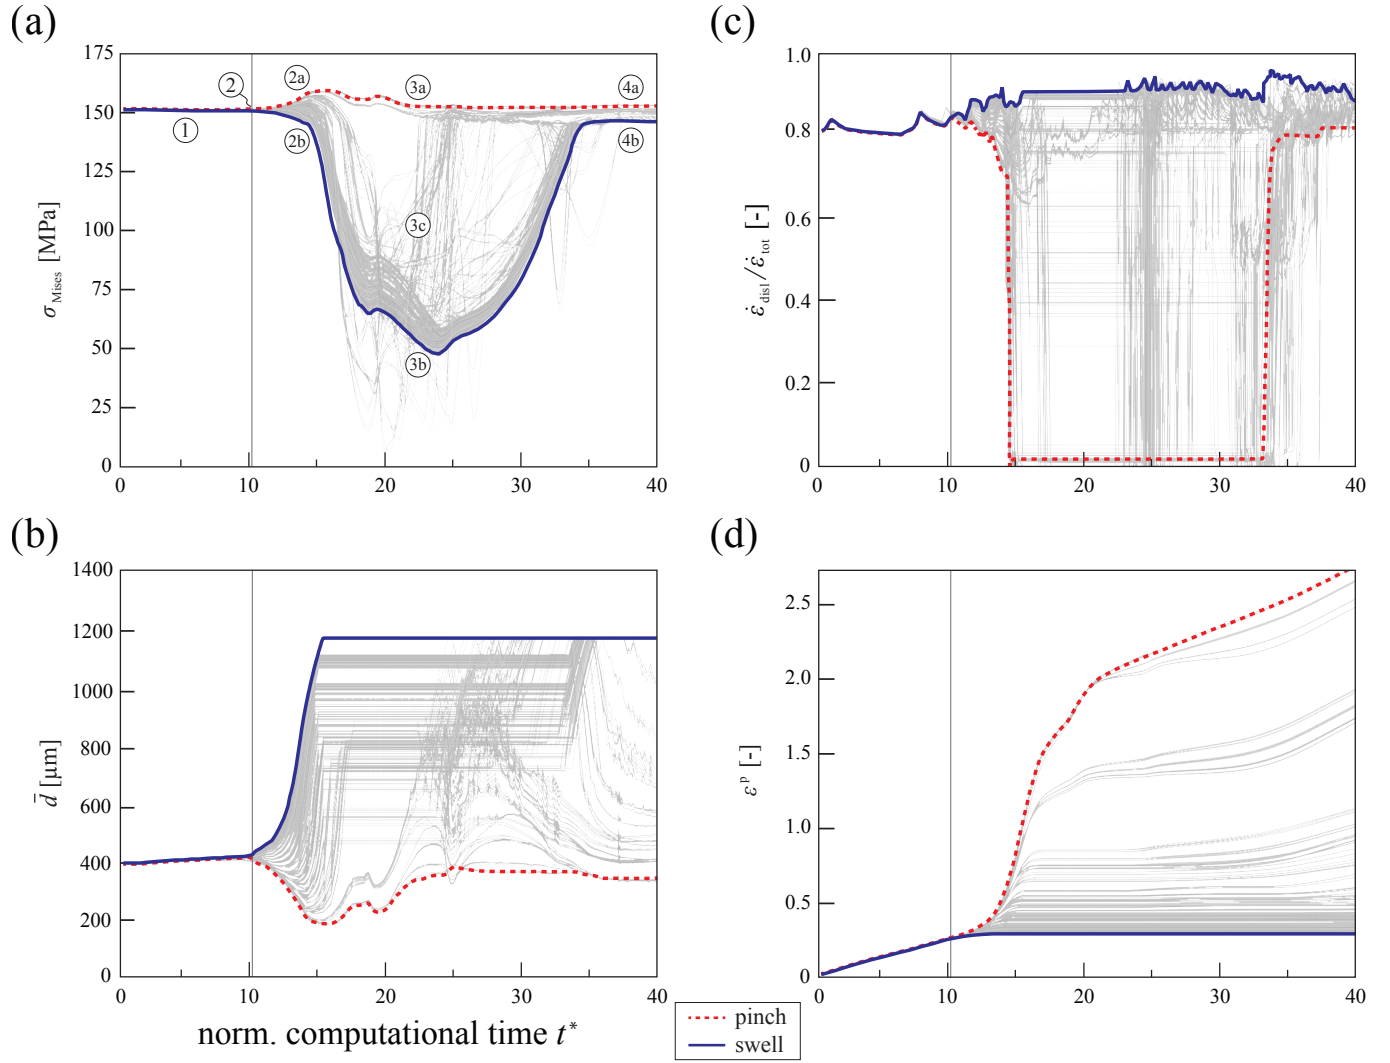 (a)
175
150
125
100
75
50
25
0
σMises [MPa]
0 10 20 30 40
1
2
2a
2b
3a
3b
3c
4a
4b
(c)
1.0
0.8
0.6
0.4
0.2
0
ε̇disl/ε̇tot [-]
0 10 20 30 40
(b)
1400
1200
1000
800
600
400
200
0
d̄ [μm]
0 10 20 30 40
norm. computational time t*
(d)
2.5
2.0
1.5
1.0
0.5
0
εp [-]
0 10 20 30 40
pinch
swell